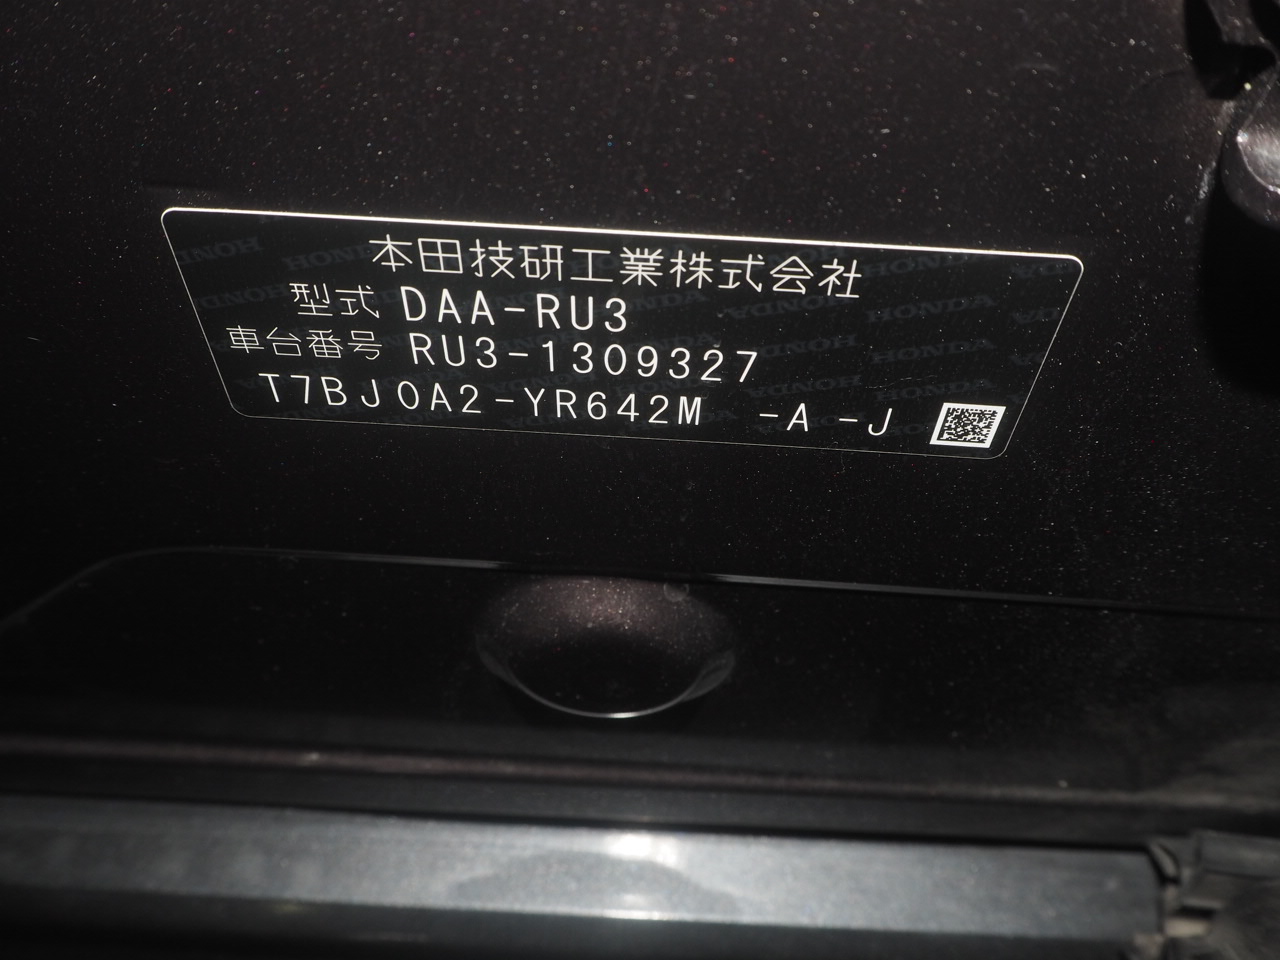 本田技研工業株式会社
型式 DAA-RU3
車台番号 RU3-1309327
T7BJ0A2-YR642M -A -J